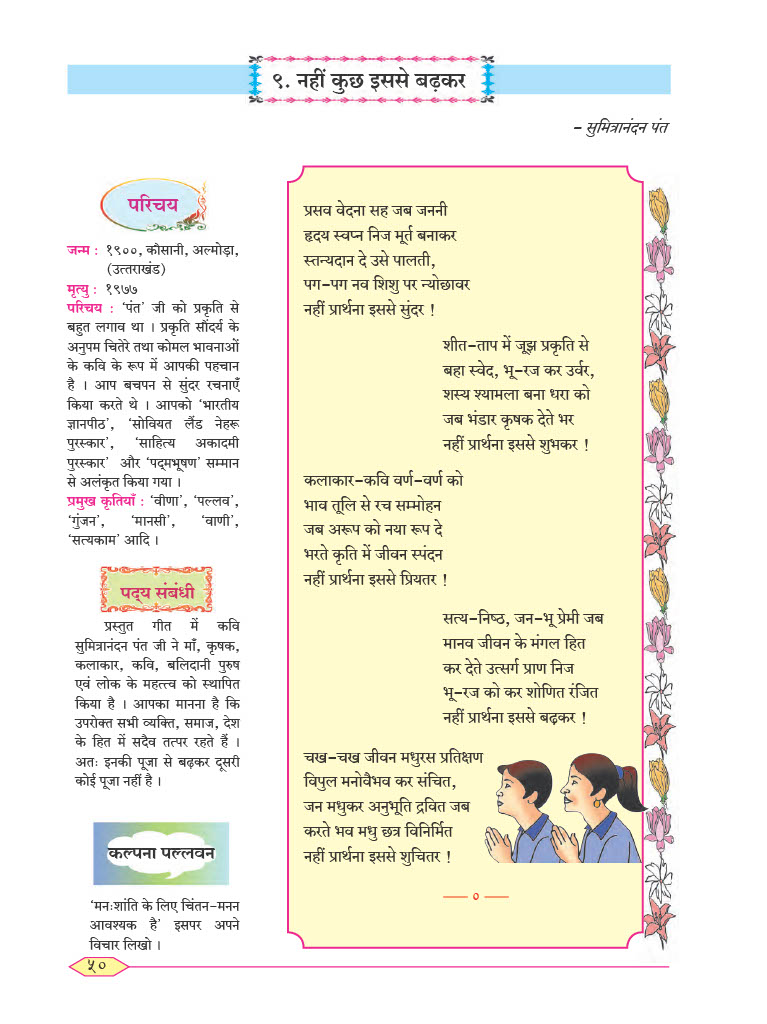 ९. नहीं कुछ इससे बढ़कर
– सुमित्रानंदन पंत
परिचय
जन्म : १९००, कौसानी, अल्मोड़ा,
(उत्तराखंड)
मृत्यु : १९७७
परिचय : ‘पंत’ जी को प्रकृति से
बहुत लगाव था । प्रकृति सौंदर्य के
अनुपम चितेरे तथा कोमल भावनाओं
के कवि के रूप में आपकी पहचान
है । आप बचपन से सुंदर रचनाएँ
किया करते थे । आपको ‘भारतीय
ज्ञानपीठ’, ‘सोवियत लैंड नेहरू
पुरस्कार’, ‘साहित्य अकादमी
पुरस्कार’ और ‘पद्मभूषण’ सम्मान
से अलंकृत किया गया ।
प्रमुख कृतियाँ : ‘वीणा’, ‘पल्लव’,
‘गुंजन’, ‘मानसी’, ‘वाणी’,
‘सत्यकाम’ आदि ।
पद्य संबंधी
प्रस्तुत गीत में कवि
सुमित्रानंदन पंत जी ने माँ, कृषक,
कलाकार, कवि, बलिदानी पुरुष
एवं लोक के महत्त्व को स्थापित
किया है । आपका मानना है कि
उपरोक्त सभी व्यक्ति, समाज, देश
के हित में सदैव तत्पर रहते हैं ।
अतः इनकी पूजा से बढ़कर दूसरी
कोई पूजा नहीं है ।
कल्पना पल्लवन
‘मनःशांति के लिए चिंतन-मनन
आवश्यक है’ इसपर अपने
विचार लिखो ।
प्रसव वेदना सह जब जननी
हृदय स्वप्न निज मूर्त बनाकर
स्तन्यदान दे उसे पालती,
पग-पग नव शिशु पर न्योछावर
नहीं प्रार्थना इससे सुंदर !
शीत-ताप में जूझ प्रकृति से
बहा स्वेद, भू-रज कर उर्वर,
शस्य श्यामला बना धरा को
जब भंडार कृषक देते भर
नहीं प्रार्थना इससे शुभकर !
कलाकार-कवि वर्ण-वर्ण को
भाव तूलि से रच सम्मोहन
जब अरूप को नया रूप दे
भरते कृति में जीवन स्पंदन
नहीं प्रार्थना इससे प्रियतर !
सत्य-निष्ठ, जन-भू प्रेमी जब
मानव जीवन के मंगल हित
कर देते उत्सर्ग प्राण निज
भू-रज को कर शोणित रंजित
नहीं प्रार्थना इससे बढ़कर !
चख-चख जीवन मधुरस प्रतिक्षण
विपुल मनोवैभव कर संचित,
जन मधुकर अनुभूति द्रवित जब
करते भव मधु छत्र विनिर्मित
नहीं प्रार्थना इससे शुचितर !
— ० —
५०